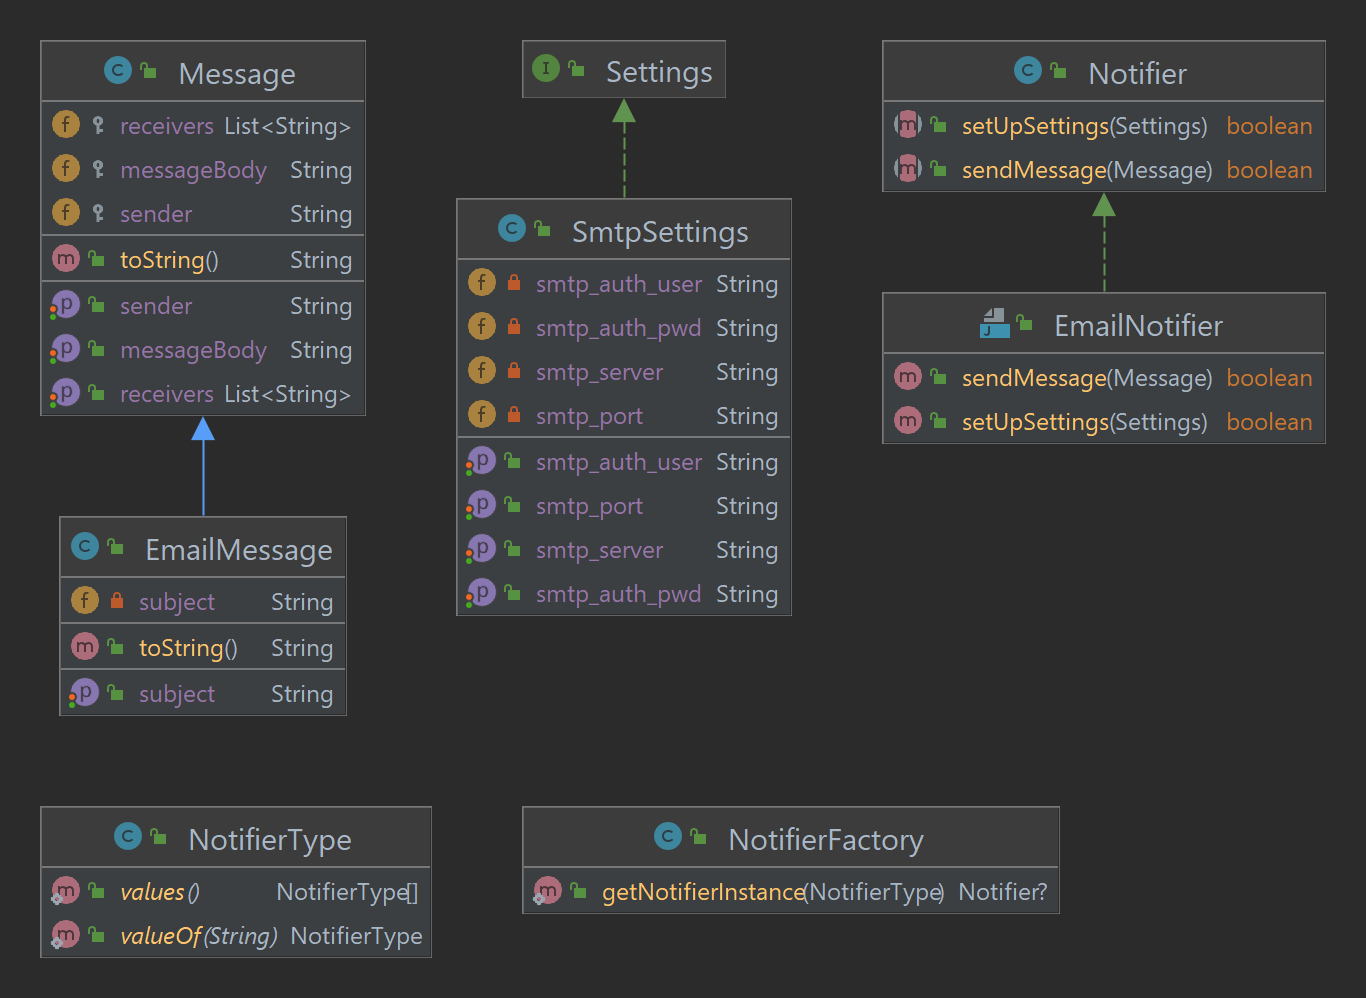 Message
receivers List<String>
messageBody String
sender String
toString() String
sender String
messageBody String
receivers List<String>
EmailMessage
subject String
toString() String
subject String
Settings
SmtpSettings
smtp_auth_user String
smtp_auth_pwd String
smtp_server String
smtp_port String
smtp_auth_user String
smtp_port String
smtp_server String
smtp_auth_pwd String
Notifier
setUpSettings(Settings) boolean
sendMessage(Message) boolean
EmailNotifier
sendMessage(Message) boolean
setUpSettings(Settings) boolean
NotifierType
values() NotifierType[]
valueOf(String) NotifierType
NotifierFactory
getNotifierInstance(NotifierType) Notifier?